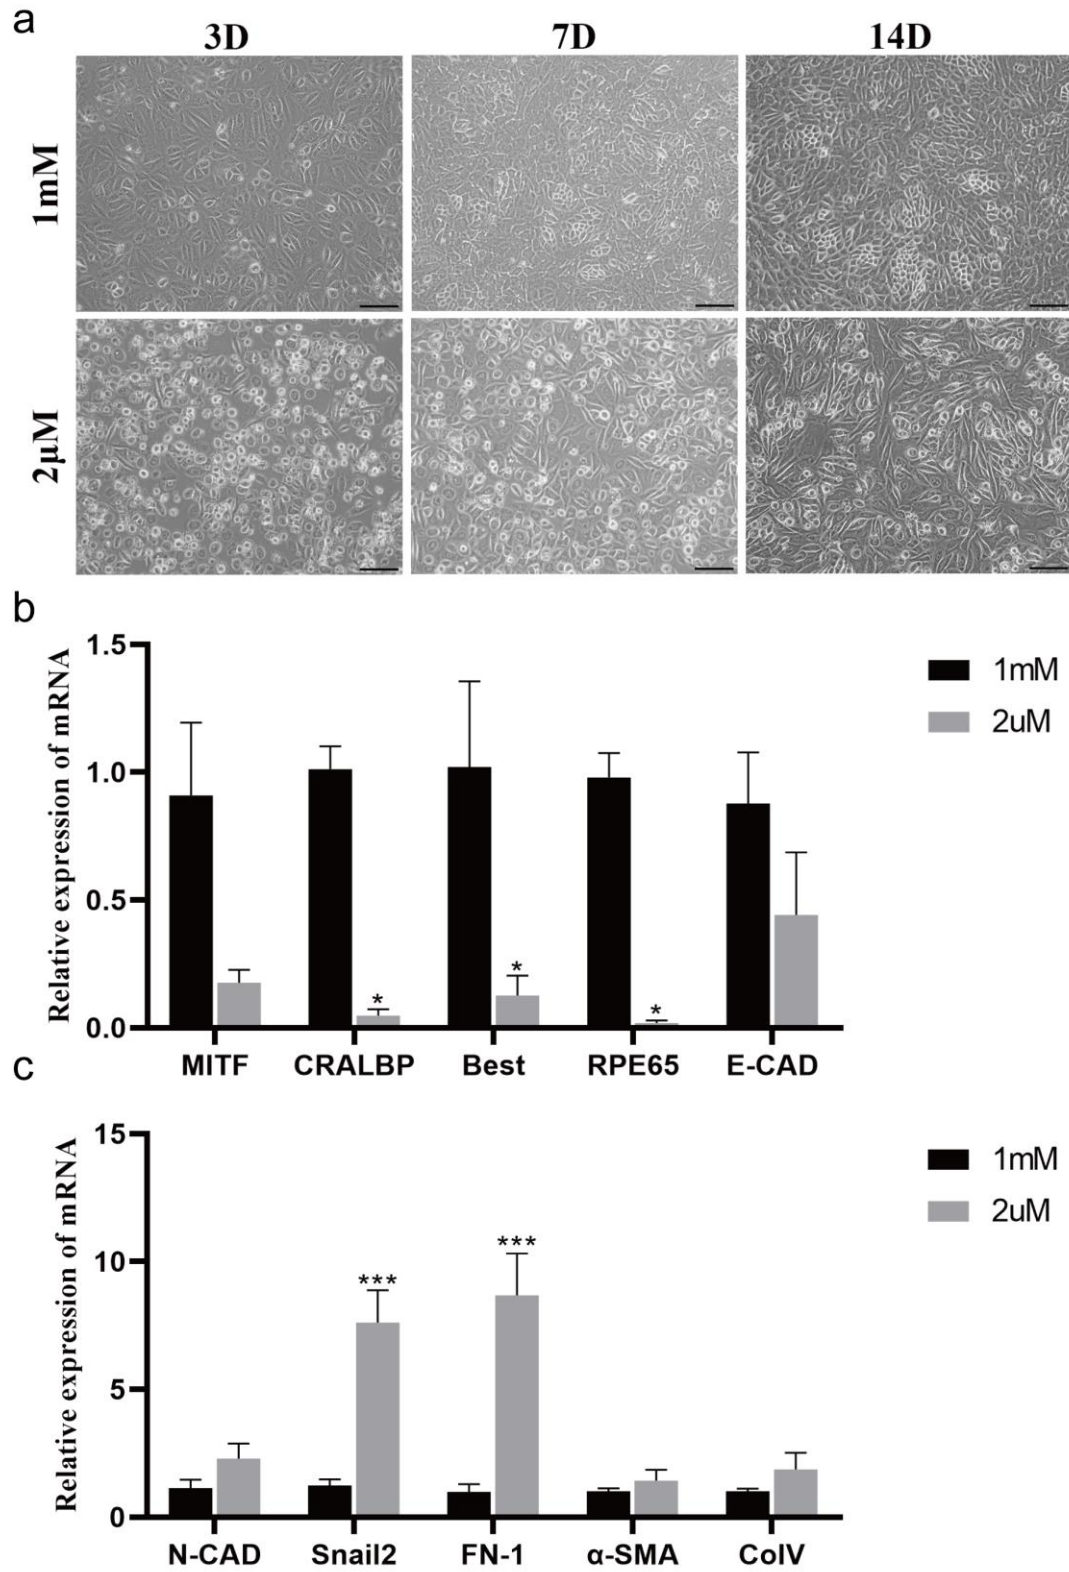 a
3D 7D 14D
1mM
2μM
b
Relative expression of mRNA
1.5
1.0
0.5
0.0
* * *
MITF CRALBP Best RPE65 E-CAD
1mM
2uM
c
Relative expression of mRNA
15
10
5
0
*** ***
N-CAD Snail2 FN-1 α-SMA ColV
1mM
2uM